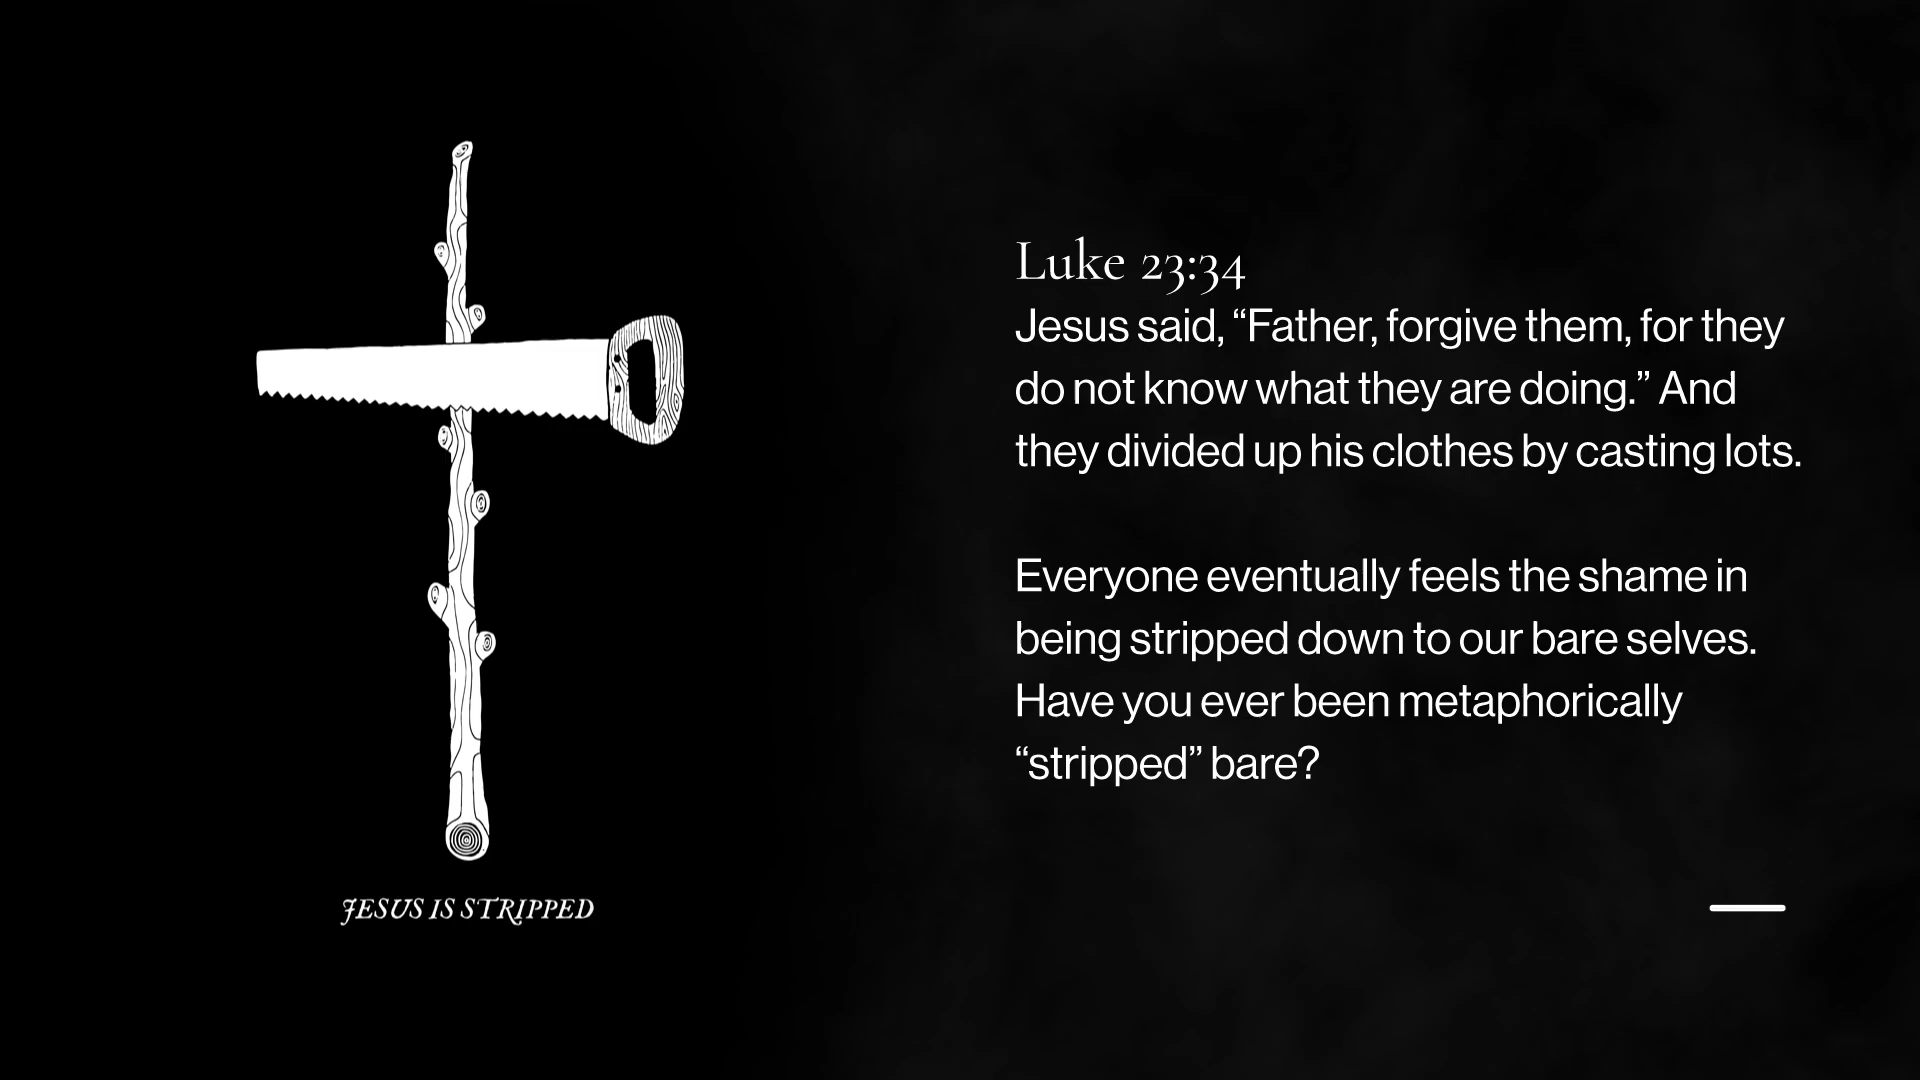 Luke 23:34
Jesus said, “Father, forgive them, for they
do not know what they are doing.” And
they divided up his clothes by casting lots.
Everyone eventually feels the shame in
being stripped down to our bare selves.
Have you ever been metaphorically
“stripped” bare?
JESUS IS STRIPPED